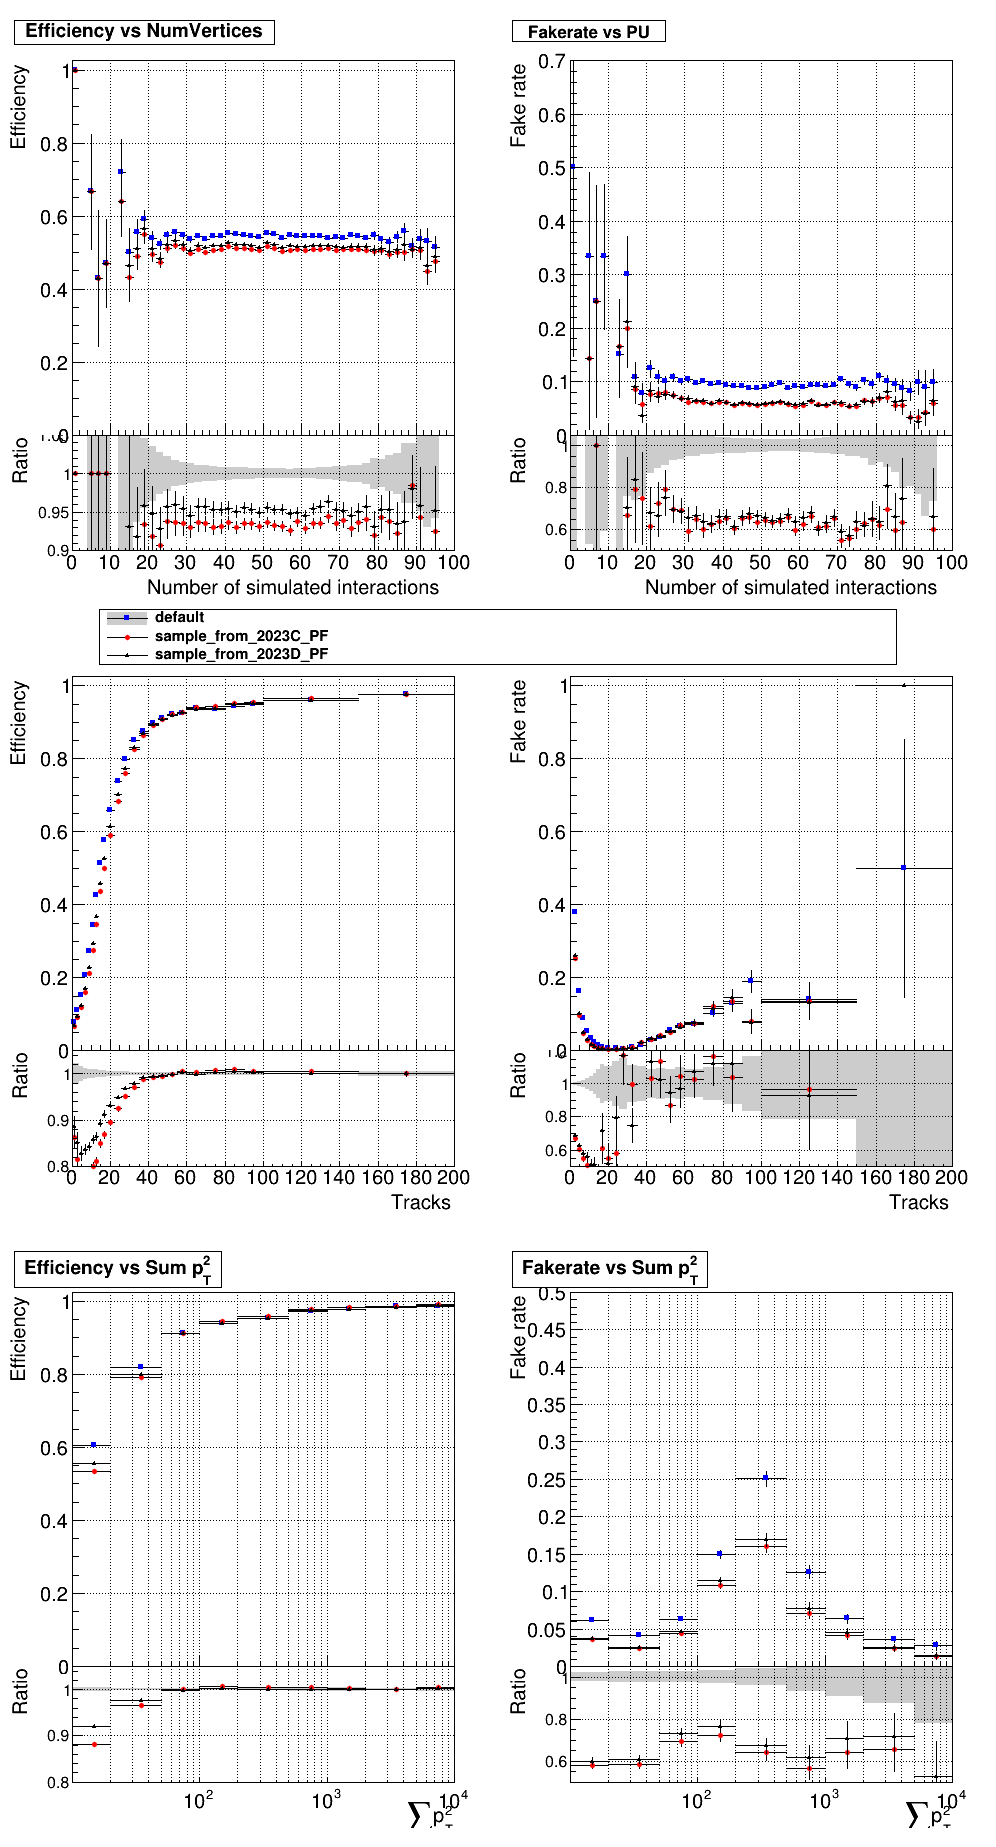 Efficiency vs NumVertices
Efficiency
1
0.8
0.6
0.4
0.2
0
Ratio
1
0.95
0.9
0 10 20 30 40 50 60 70 80 90 100
Number of simulated interactions
Fakerate vs PU
Fake rate
0.7
0.6
0.5
0.4
0.3
0.2
0.1
0
Ratio
1
0.8
0.6
0 10 20 30 40 50 60 70 80 90 100
Number of simulated interactions
default
sample_from_2023C_PF
sample_from_2023D_PF
Efficiency
1
0.8
0.6
0.4
0.2
0
Ratio
1
0.9
0.8
0 20 40 60 80 100 120 140 160 180 200
Tracks
Fake rate
1
0.8
0.6
0.4
0.2
0
Ratio
1
0.8
0.6
0 20 40 60 80 100 120 140 160 180 200
Tracks
Efficiency vs Sum p_T^2
Efficiency
1
0.8
0.6
0.4
0.2
0
Ratio
1
0.9
0.8
10^2 10^3 10^4
∑p_T^2
Fakerate vs Sum p_T^2
Fake rate
0.5
0.45
0.4
0.35
0.3
0.25
0.2
0.15
0.1
0.05
0
Ratio
1
0.8
0.6
10^2 10^3 10^4
∑p_T^2